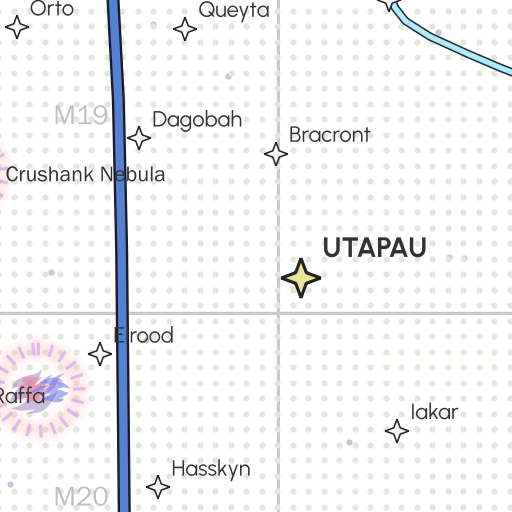 Orto
Queyta
M19
Dagobah
Bracront
Crushank Nebula
UTAPAU
Elrood
Raffa
Iakar
Hasskyn
M20